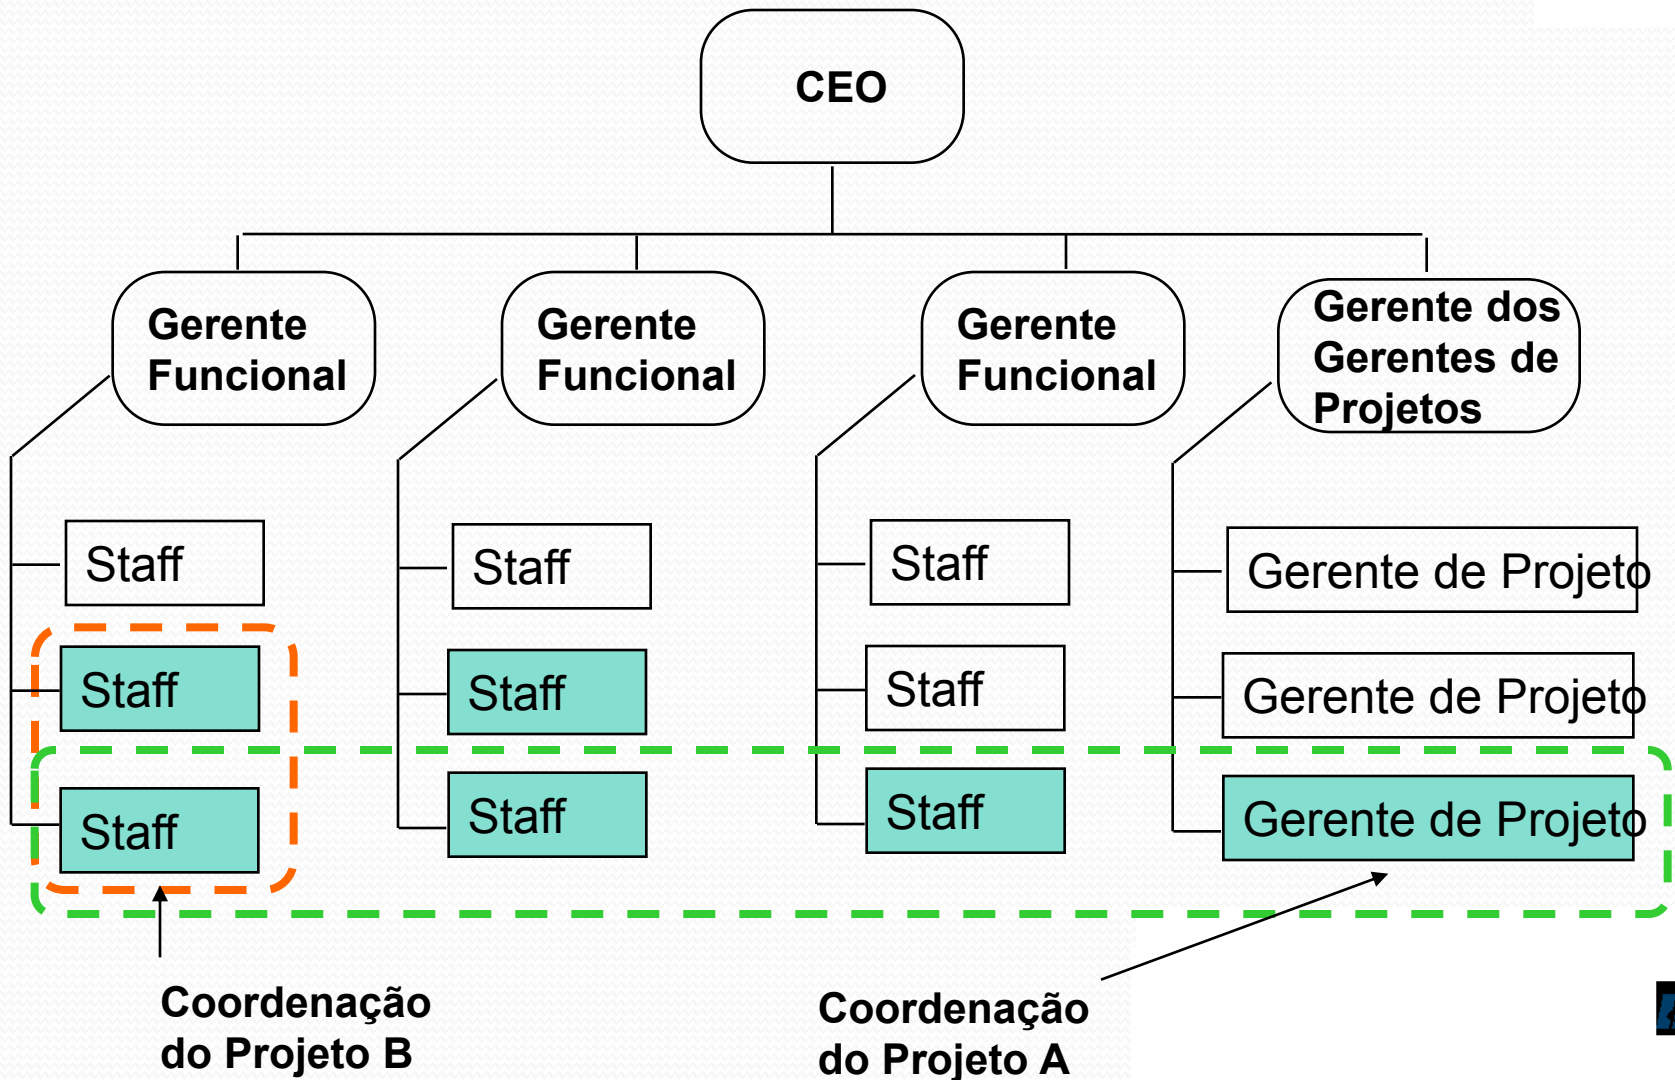 CEO
Gerente
Funcional
Gerente
Funcional
Gerente
Funcional
Gerente dos
Gerentes de
Projetos
Staff
Staff
Staff
Gerente de Projeto
Staff
Staff
Staff
Gerente de Projeto
Staff
Staff
Staff
Gerente de Projeto
Coordenação
do Projeto B
Coordenação
do Projeto A